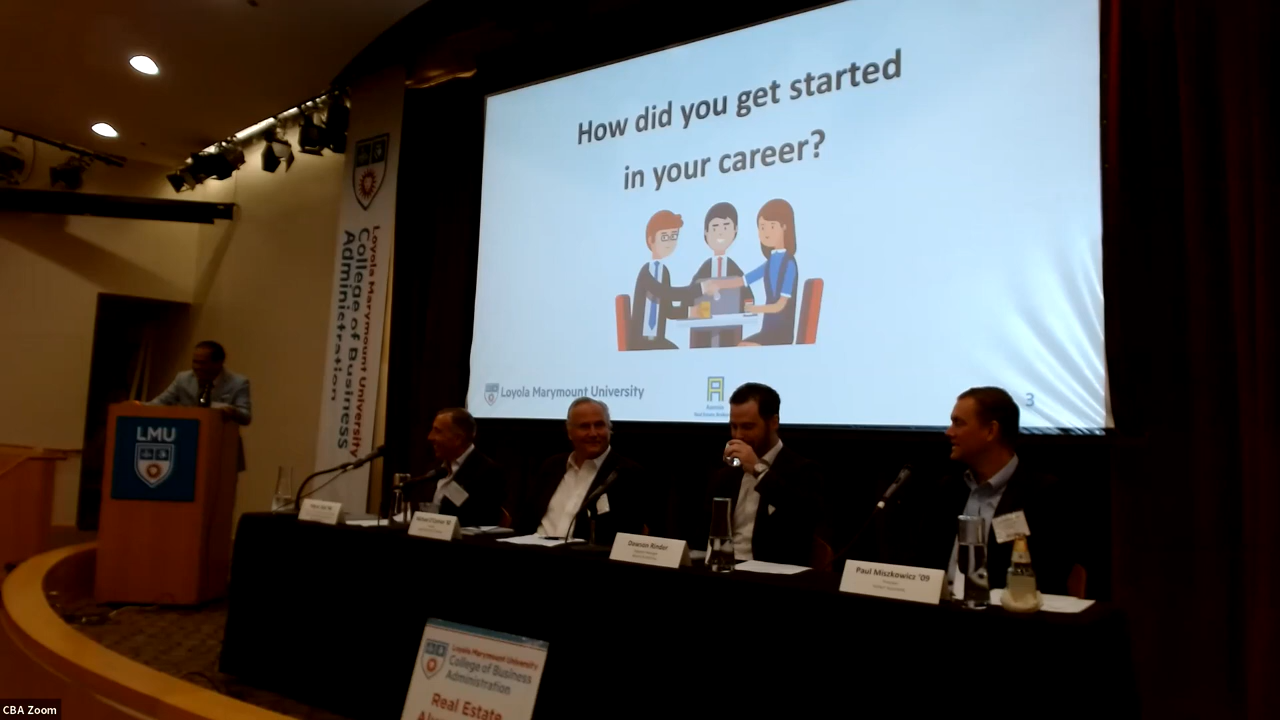 How did you get started
in your career?
Loyola Marymount University
3
Loyola Marymount University
College of Business
Administration
LMU
Dawson Rinder
Paul Miszkowicz '09
Loyola Marymount University
College of Business
Administration
Real Estate
CBA Zoom